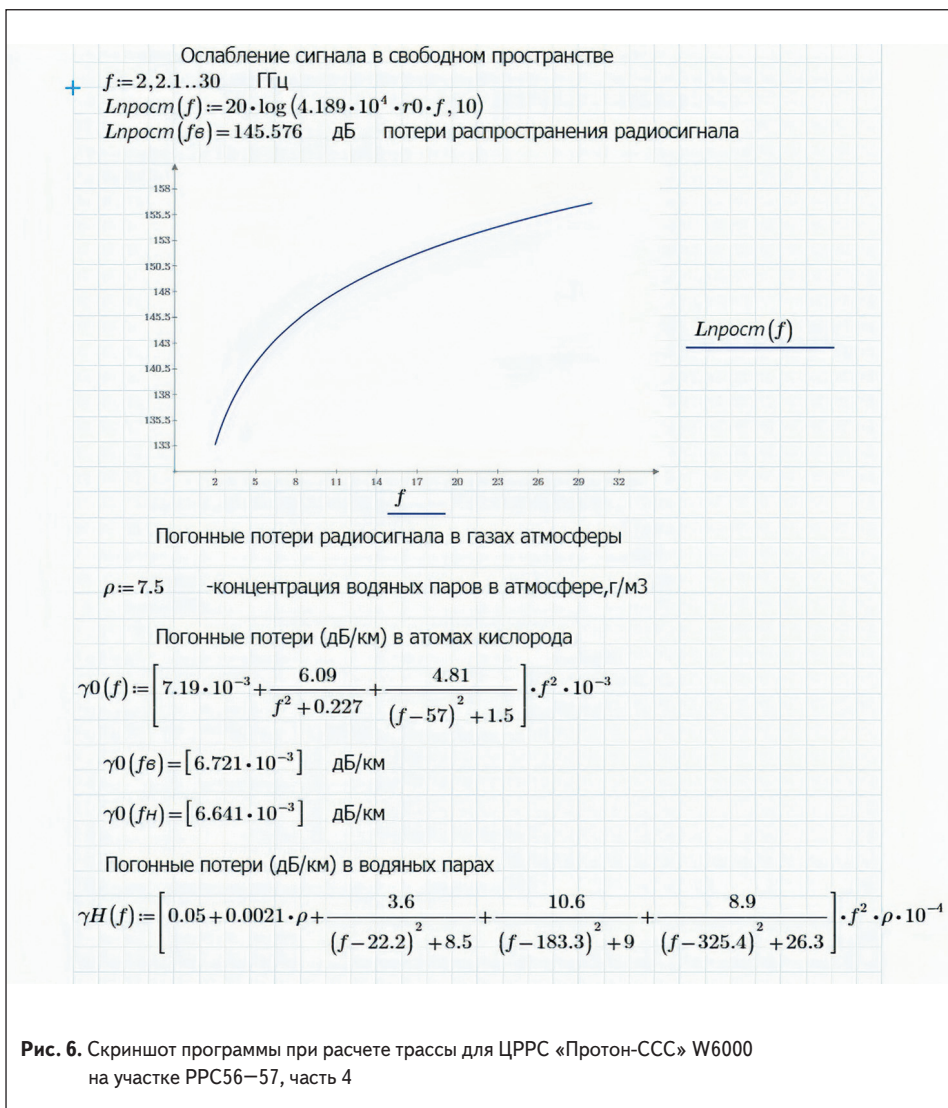 Ослабление сигнала в свободном пространстве
f:=2,2.1..30 ГГц
Lпрост(f):=20·log(4.189·10⁴·r0·f,10)
Lпрост(fв)=145.576 дБ потери распространения радиосигнала
158
155.5
153
150.5
148
145.5
143
140.5
138
135.5
133
Lпрост(f)
2 5 8 11 14 17 20 23 26 29 32
f
Погонные потери радиосигнала в газах атмосферы
ρ:=7.5 -концентрация водяных паров в атмосфере,г/м3
Погонные потери (дБ/км) в атомах кислорода
γ0(f):=[7.19·10⁻³+6.09/(f²+0.227)+4.81/((f−57)²+1.5)]·f²·10⁻³
γ0(fв)=[6.721·10⁻³] дБ/км
γ0(fн)=[6.641·10⁻³] дБ/км
Погонные потери (дБ/км) в водяных парах
γH(f):=[0.05+0.0021·ρ+3.6/((f−22.2)²+8.5)+10.6/((f−183.3)²+9)+8.9/((f−325.4)²+26.3)]·f²·ρ·10⁻⁴
Рис. 6. Скриншот программы при расчете трассы для ЦРРС «Протон-ССС» W6000
на участке РРС56—57, часть 4